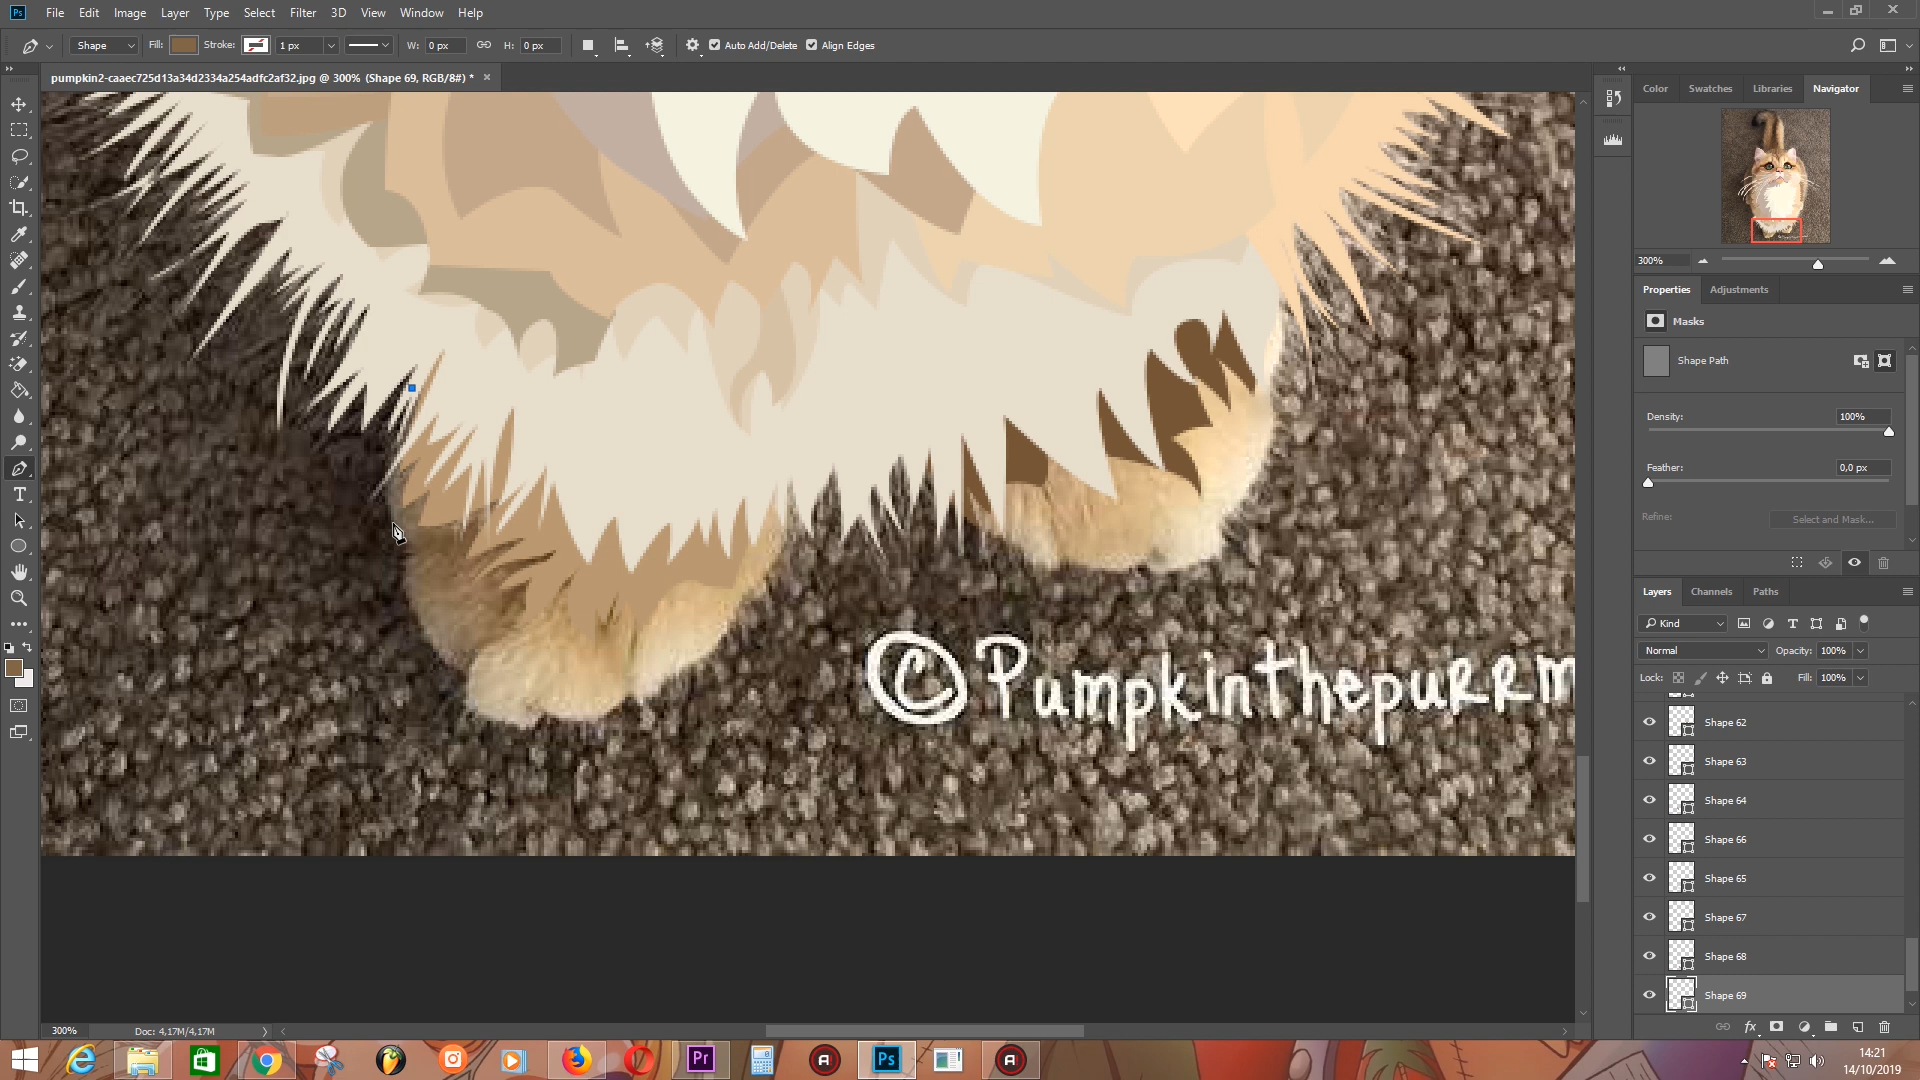 File Edit Image Layer Type Select Filter 3D View Window Help
Shape Fill: Stroke: 1 px W: 0 px H: 0 px Auto Add/Delete Align Edges
pumpkin2-caaec725d13a34d2334a254adfc2af32.jpg @ 300% (Shape 69, RGB/8#) *
Color Swatches Libraries Navigator
300%
Properties Adjustments
Masks
Shape Path
Density: 100%
Feather: 0,0 px
Refine: Select and Mask...
Layers Channels Paths
Kind
Normal Opacity: 100%
Lock: Fill: 100%
Shape 62
Shape 63
Shape 64
Shape 66
Shape 65
Shape 67
Shape 68
Shape 69
© Pumpkinthepurrm
300% Doc: 4,17M/4,17M
14:21
14/10/2019